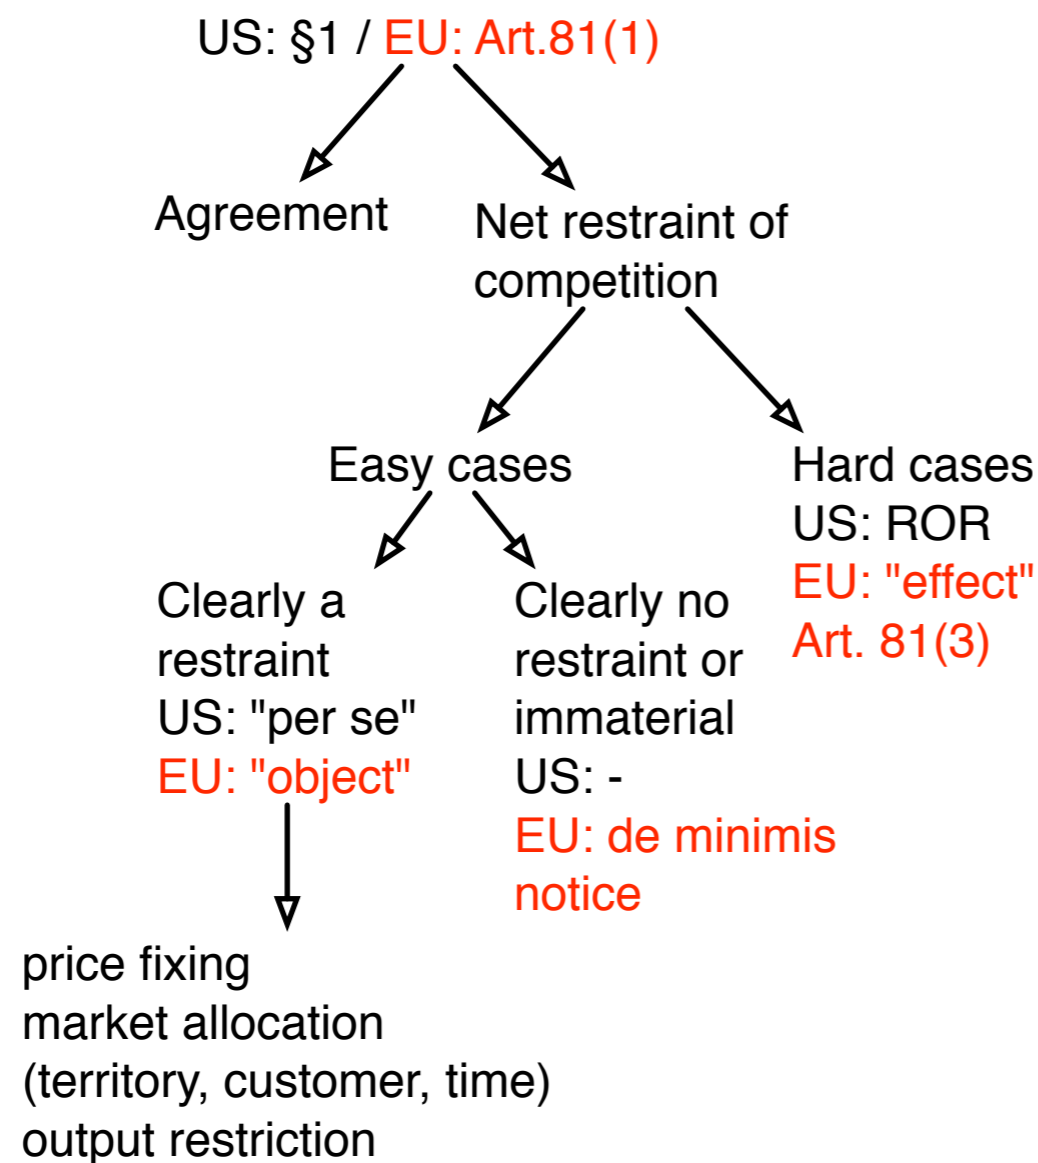 US: §1 / EU: Art.81(1)
Agreement
Net restraint of
competition
Easy cases
Hard cases
US: ROR
EU: "effect"
Art. 81(3)
Clearly a
restraint
US: "per se"
EU: "object"
Clearly no
restraint or
immaterial
US: -
EU: de minimis
notice
price fixing
market allocation
(territory, customer, time)
output restriction